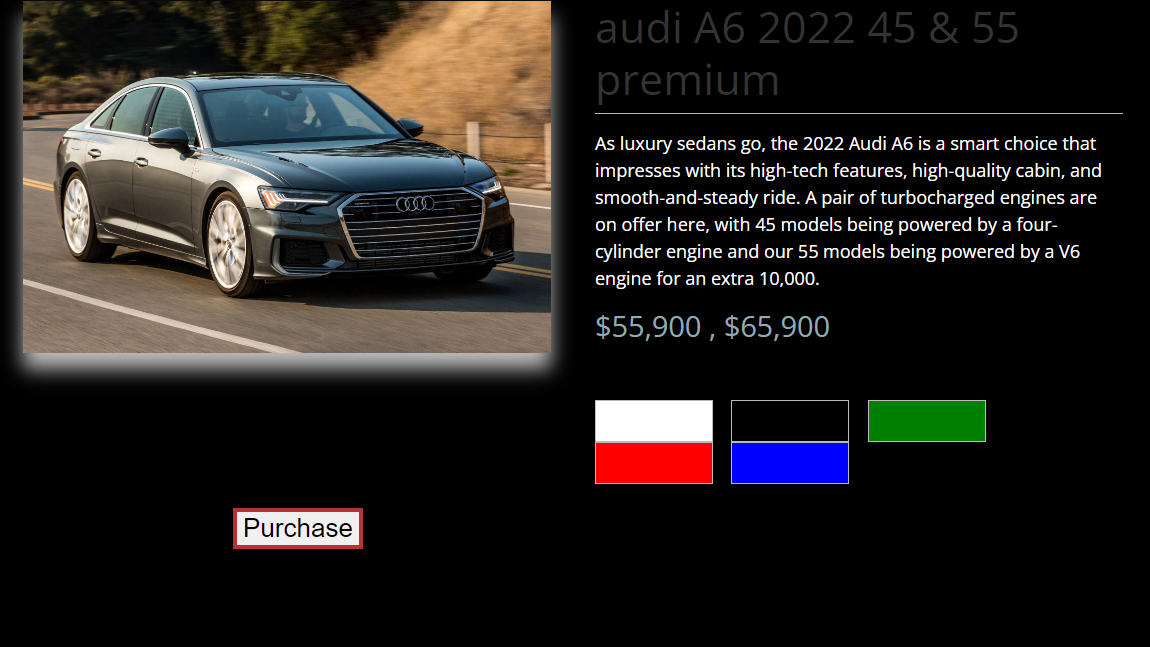 audi A6 2022 45 & 55
premium
As luxury sedans go, the 2022 Audi A6 is a smart choice that
impresses with its high-tech features, high-quality cabin, and
smooth-and-steady ride. A pair of turbocharged engines are
on offer here, with 45 models being powered by a four-
cylinder engine and our 55 models being powered by a V6
engine for an extra 10,000.
$55,900 , $65,900
Purchase